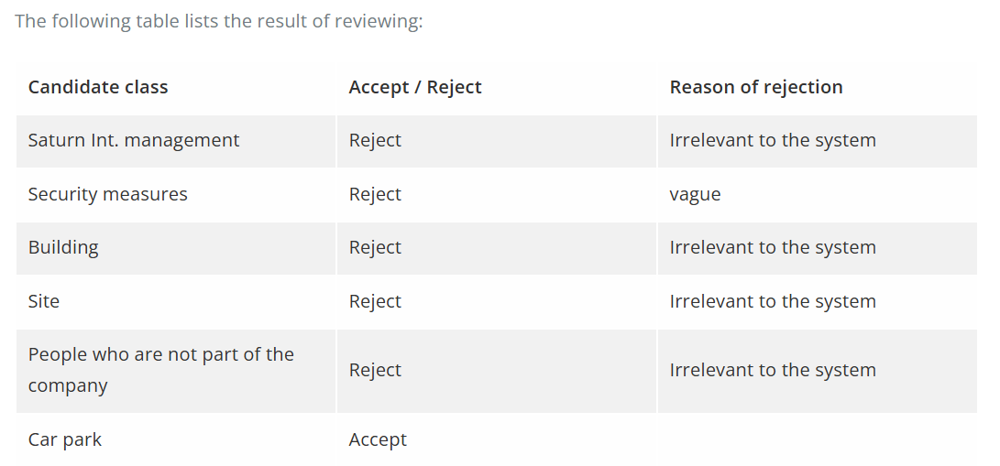 The following table lists the result of reviewing:
Candidate class Accept / Reject Reason of rejection
Saturn Int. management Reject Irrelevant to the system
Security measures Reject vague
Building Reject Irrelevant to the system
Site Reject Irrelevant to the system
People who are not part of the
company Reject Irrelevant to the system
Car park Accept